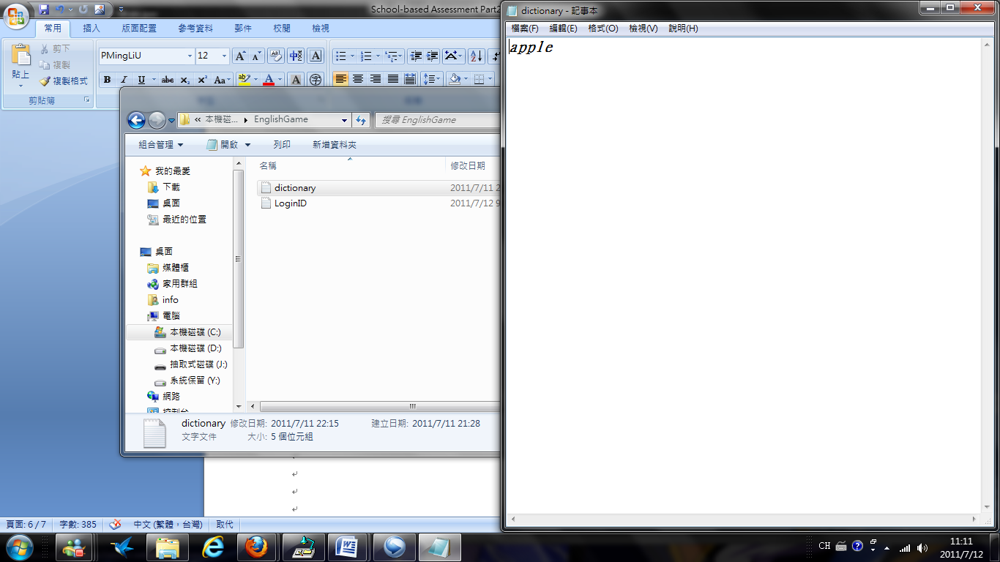 School-based Assessment Part2
常用 插入 版面配置 參考資料 郵件 校閱 檢視
貼上
剪下
複製
複製格式
剪貼簿
PMingLiU 12
B I U abc X₂ X² Aa
dictionary - 記事本
檔案(F) 編輯(E) 格式(O) 檢視(V) 說明(H)
apple
« 本機磁... ▸ EnglishGame
搜尋 EnglishGame
組合管理 開啟 列印 新增資料夾
名稱 修改日期
dictionary 2011/7/11 2
LoginID 2011/7/12 9
我的最愛
下載
桌面
最近的位置
桌面
媒體櫃
家用群組
info
電腦
本機磁碟 (C:)
本機磁碟 (D:)
抽取式磁碟 (J:)
系統保留 (Y:)
網路
控制台
dictionary 修改日期: 2011/7/11 22:15 建立日期: 2011/7/11 21:28
文字文件 大小: 5 個位元組
頁面: 6 / 7 字數: 385 中文 (繁體，台灣) 取代
CH
11:11
2011/7/12